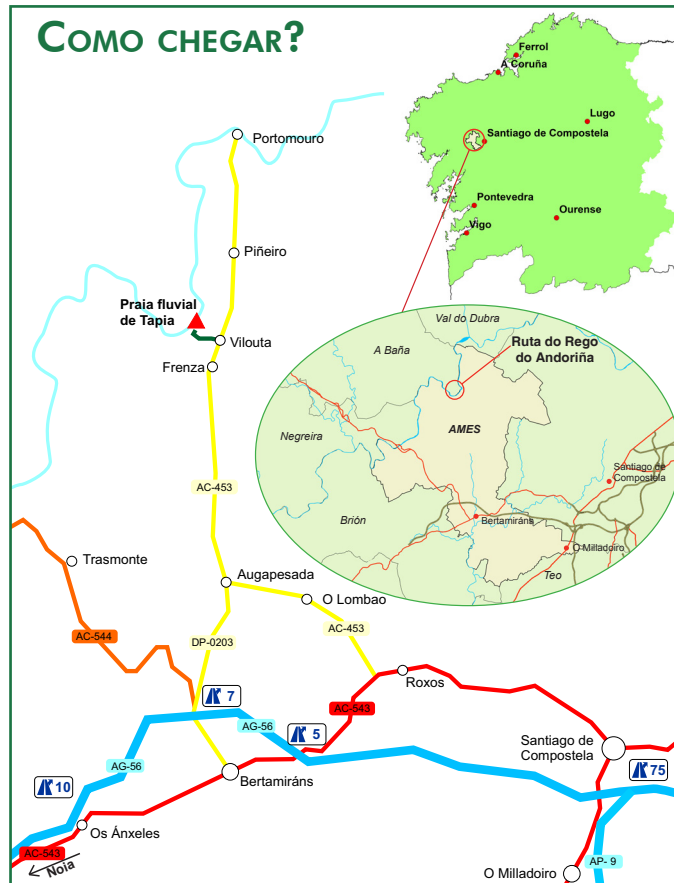 COMO CHEGAR?
Ferrol
A Coruña
Lugo
Santiago de Compostela
Pontevedra
Ourense
Vigo
Portomouro
Piñeiro
Praia fluvial
de Tapia
Vilouta
Frenza
Val do Dubra
A Baña
Ruta do Rego
do Andoriña
Negreira
AMES
Santiago de
Compostela
Brión
Bertamiráns
O Milladoiro
Teo
AC-453
Trasmonte
Augapesada
O Lombao
AC-453
AC-544
DP-0203
Roxos
7
AC-543
AG-56
5
Santiago de
Compostela
AG-56
75
10
Bertamiráns
Os Ánxeles
AC-543
Noia
AP- 9
O Milladoiro